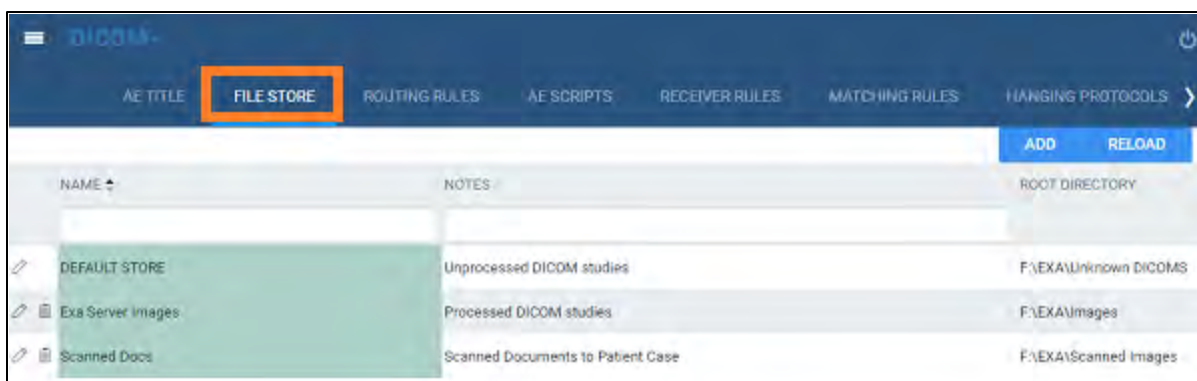 DICOM
AE TITLE FILE STORE ROUTING RULES AE SCRIPTS RECEIVER RULES MATCHING RULES HANGING PROTOCOLS
ADD RELOAD
NAME NOTES ROOT DIRECTORY
DEFAULT STORE Unprocessed DICOM studies F:\EXA\Unknown DICOMS
Exa Server Images Processed DICOM studies F:\EXA\Images
Scanned Docs Scanned Documents to Patient Case F:\EXA\Scanned Images